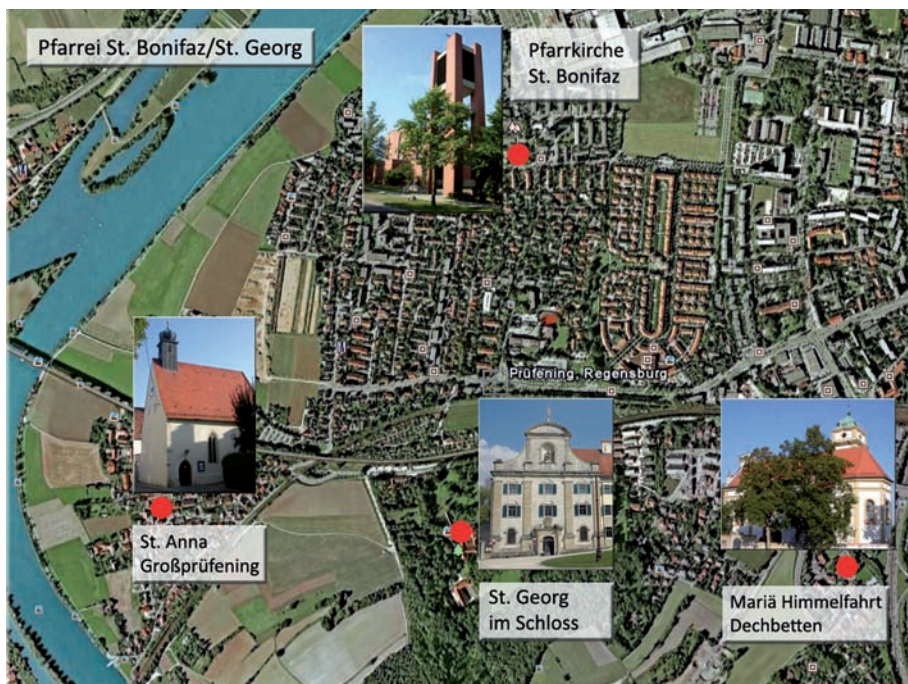 Pfarrei St. Bonifaz/St. Georg
Pfarrkirche
St. Bonifaz
Prüfening, Regensburg
St. Anna
Großprüfening
St. Georg
im Schloss
Mariä Himmelfahrt
Dechbetten